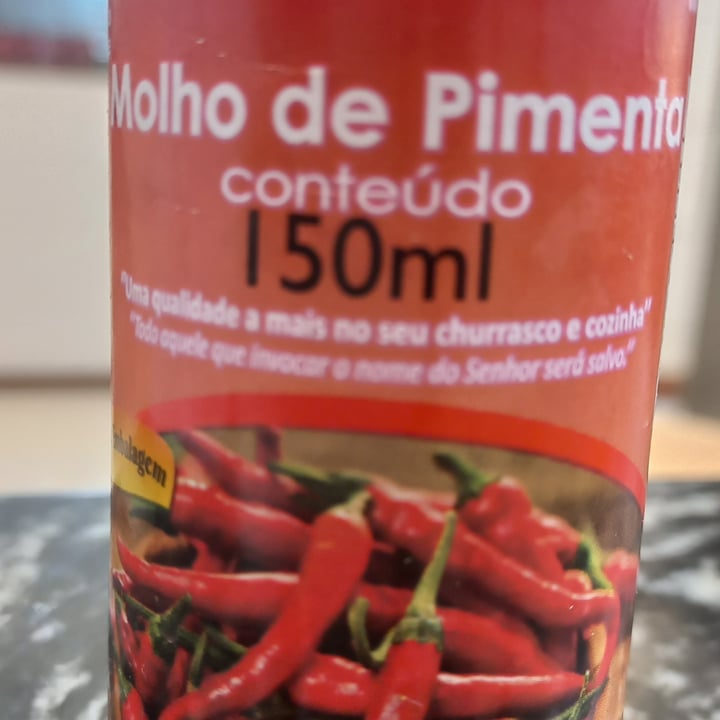 Molho de Pimenta
conteúdo
150ml
"Uma qualidade a mais no seu churrasco e cozinha"
"Todo aquele que invocar o nome do Senhor será salvo."
Embalagem